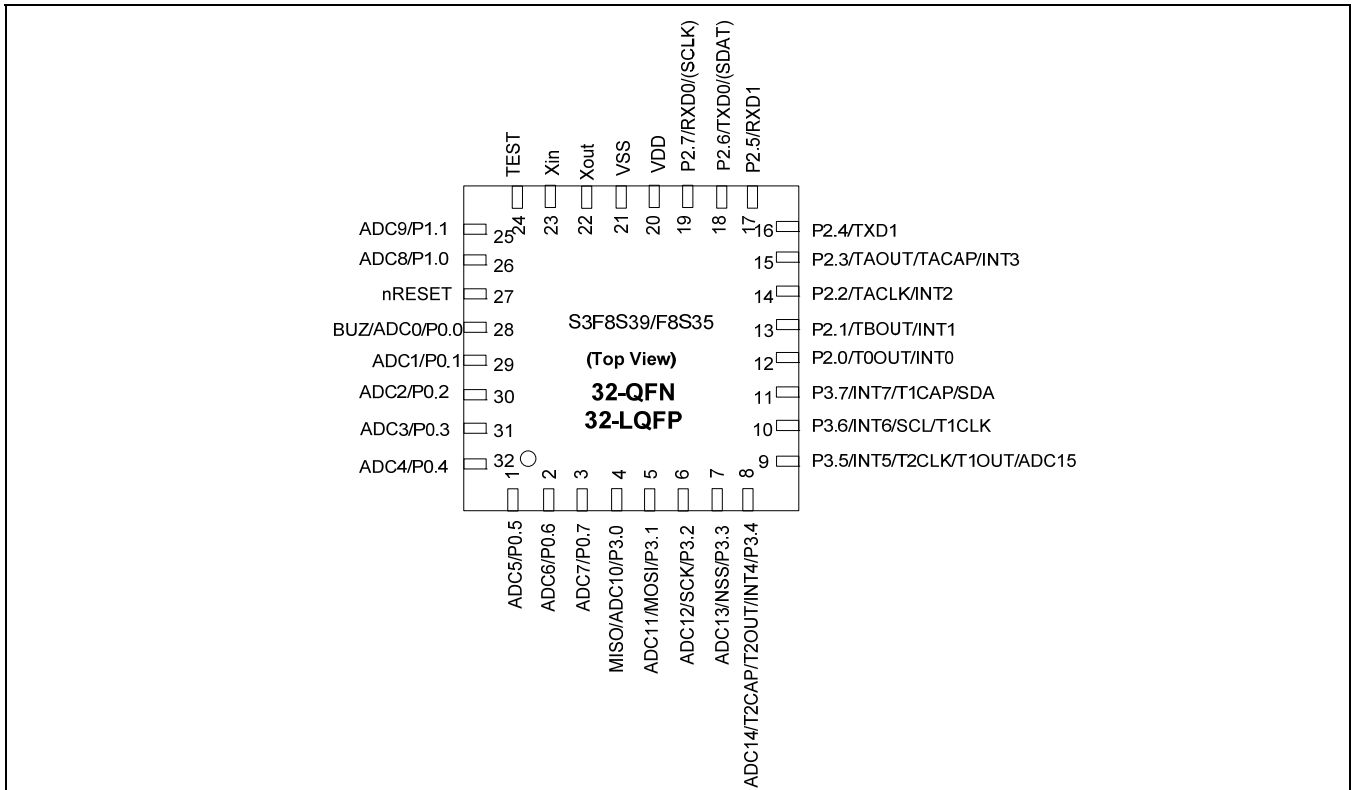 TEST
Xin
Xout
VSS
VDD
P2.7/RXD0/(SCLK)
P2.6/TXD0/(SDAT)
P2.5/RXD1
24
23
22
21
20
19
18
17
ADC9/P1.1
25
ADC8/P1.0
26
nRESET
27
BUZ/ADC0/P0.0
28
ADC1/P0.1
29
ADC2/P0.2
30
ADC3/P0.3
31
ADC4/P0.4
32
S3F8S39/F8S35
(Top View)
32-QFN
32-LQFP
16
P2.4/TXD1
15
P2.3/TAOUT/TACAP/INT3
14
P2.2/TACLK/INT2
13
P2.1/TBOUT/INT1
12
P2.0/T0OUT/INT0
11
P3.7/INT7/T1CAP/SDA
10
P3.6/INT6/SCL/T1CLK
9
P3.5/INT5/T2CLK/T1OUT/ADC15
1
2
3
4
5
6
7
8
ADC5/P0.5
ADC6/P0.6
ADC7/P0.7
MISO/ADC10/P3.0
ADC11/MOSI/P3.1
ADC12/SCK/P3.2
ADC13/NSS/P3.3
ADC14/T2CAP/T2OUT/INT4/P3.4